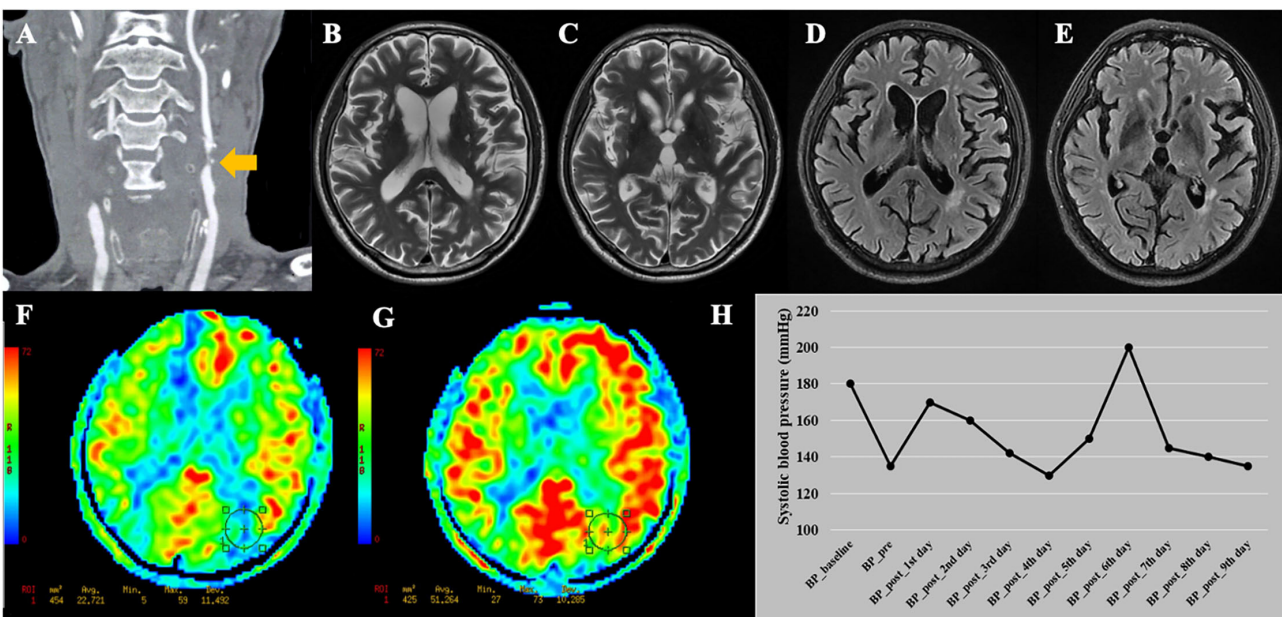 A
B
C
D
E
F
72
R
1
1
8
0
ROI mm² Avg. Min. Max. Dev.
1 454 22.721 5 59 11.492
G
72
R
1
1
8
0
ROI mm² Avg. Min. Max. Dev.
1 425 51.264 27 73 10.285
H
Systolic blood pressure (mmHg)
220
200
180
160
140
120
100
BP_baseline
BP_pre
BP_post_1st day
BP_post_2nd day
BP_post_3rd day
BP_post_4th day
BP_post_5th day
BP_post_6th day
BP_post_7th day
BP_post_8th day
BP_post_9th day